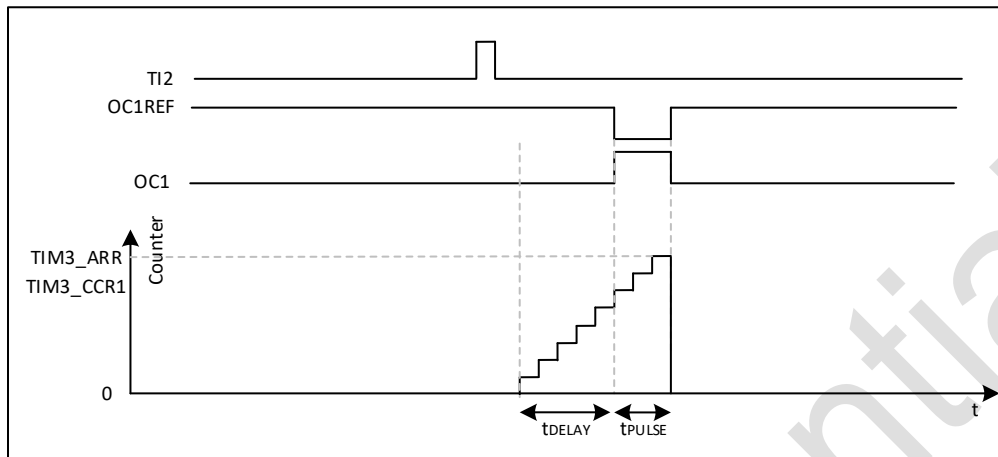 TI2
OC1REF
OC1
Counter
TIM3_ARR
TIM3_CCR1
0
t
tDELAY
tPULSE